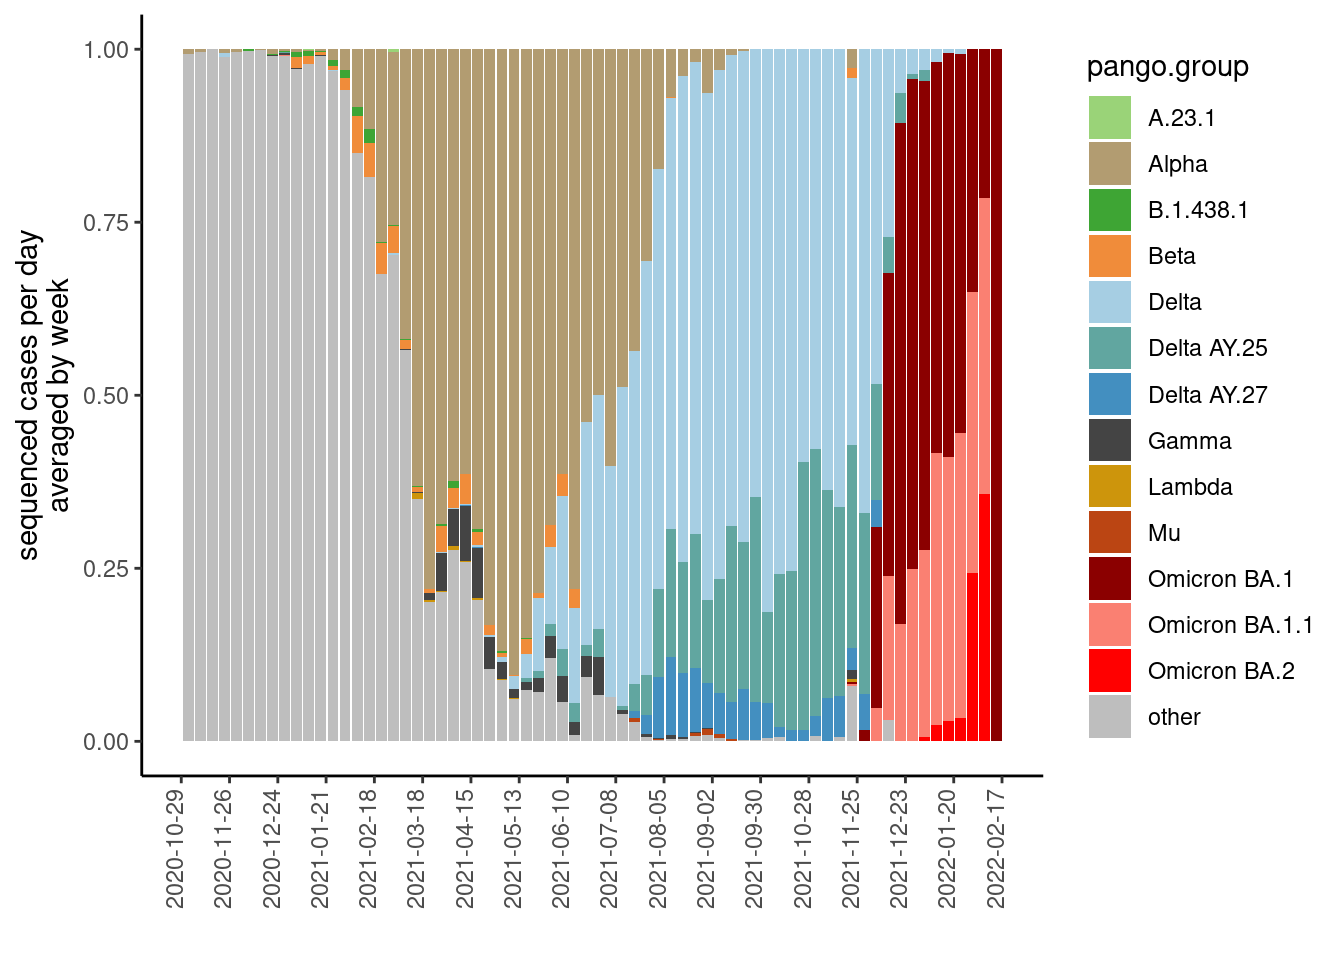 sequenced cases per day
averaged by week
1.00
0.75
0.50
0.25
0.00
2020-10-29
2020-11-26
2020-12-24
2021-01-21
2021-02-18
2021-03-18
2021-04-15
2021-05-13
2021-06-10
2021-07-08
2021-08-05
2021-09-02
2021-09-30
2021-10-28
2021-11-25
2021-12-23
2022-01-20
2022-02-17
pango.group
A.23.1
Alpha
B.1.438.1
Beta
Delta
Delta AY.25
Delta AY.27
Gamma
Lambda
Mu
Omicron BA.1
Omicron BA.1.1
Omicron BA.2
other